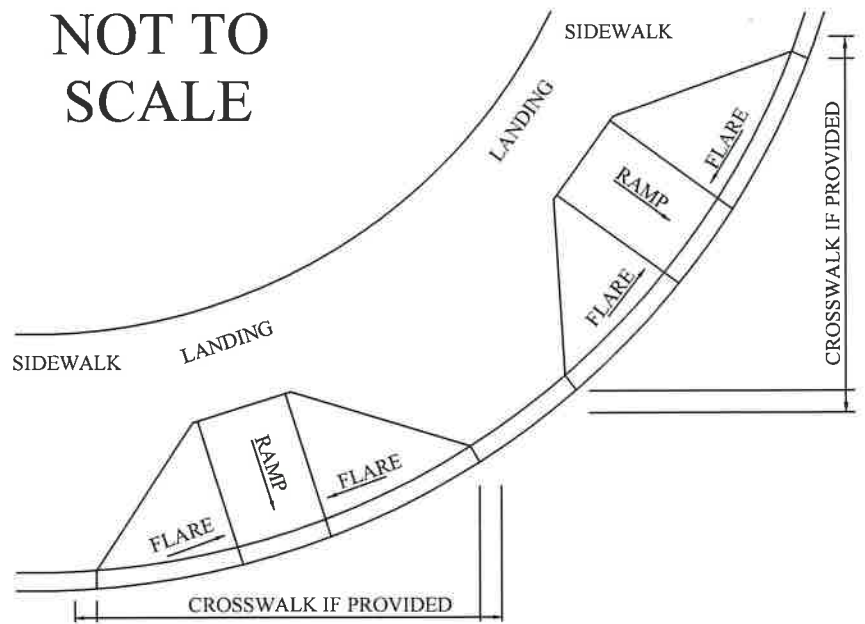 NOT TO
SCALE
SIDEWALK
LANDING
FLARE
RAMP
FLARE
CROSSWALK IF PROVIDED
SIDEWALK
LANDING
RAMP
FLARE
FLARE
CROSSWALK IF PROVIDED